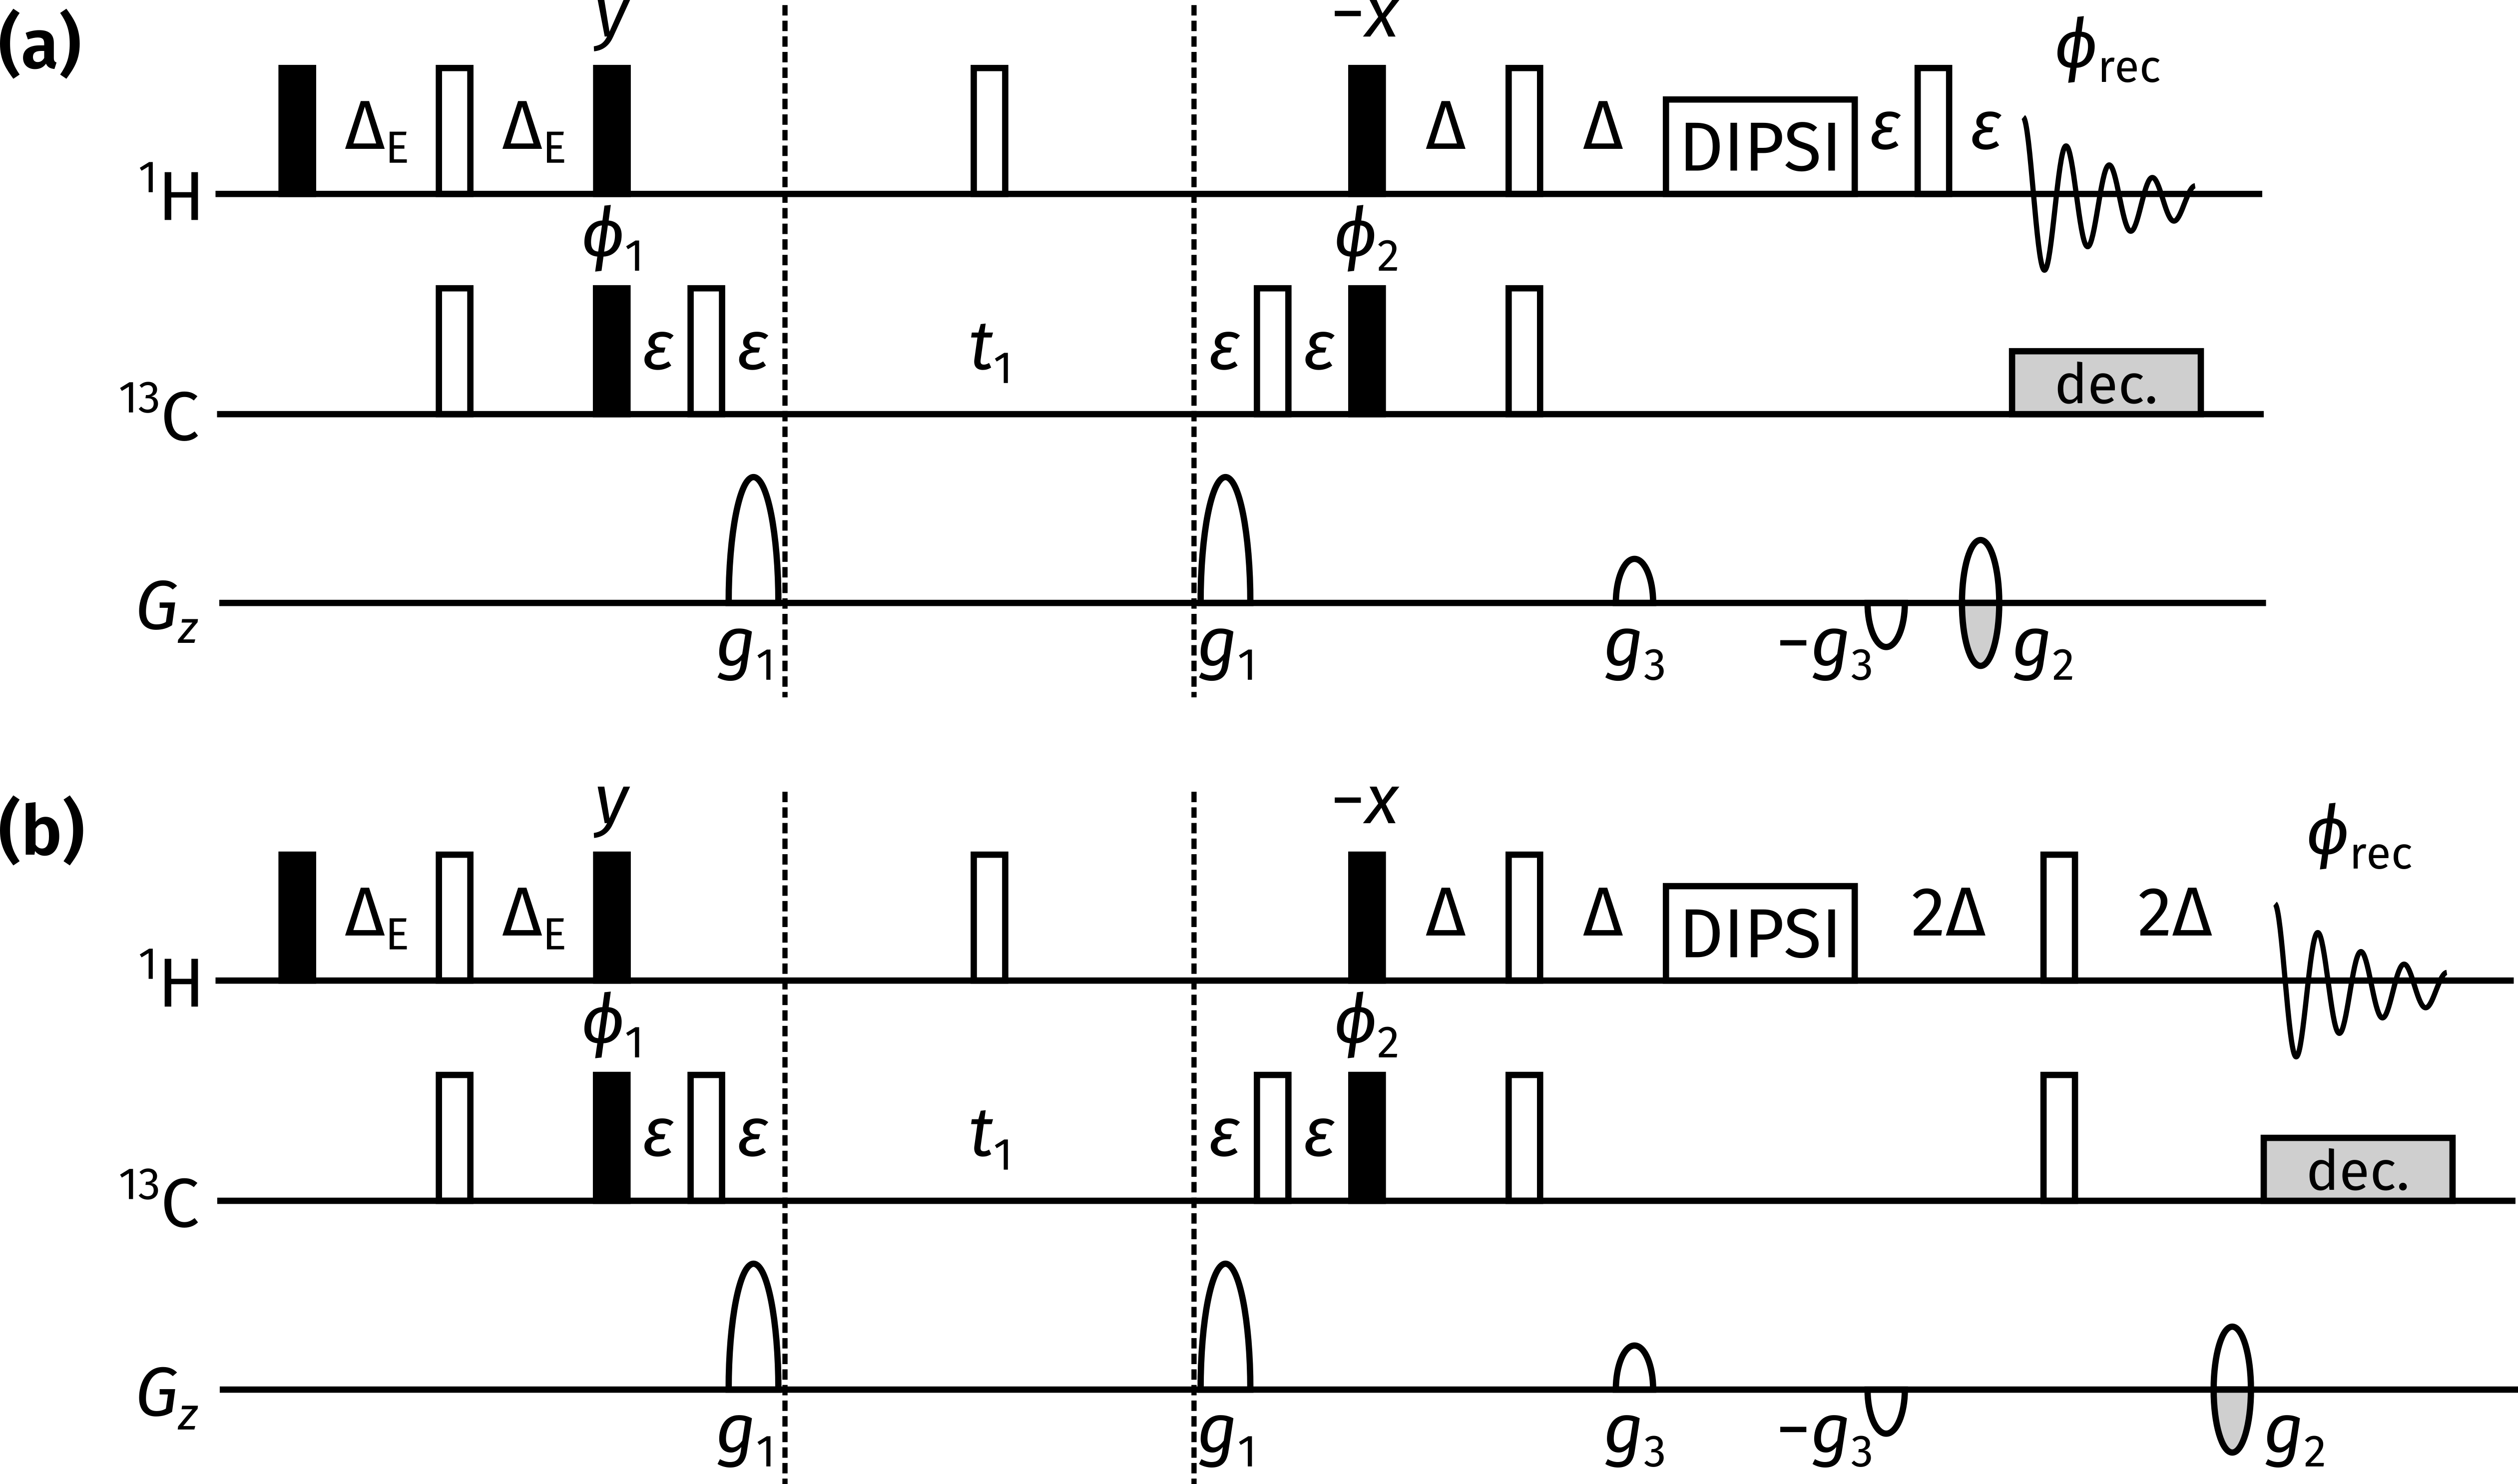 (a)
y
−x
ϕrec
¹H
ΔE
ΔE
Δ
Δ
DIPSI
ε
ε
ϕ1
ϕ2
¹³C
ε
ε
t1
ε
ε
dec.
Gz
g1
g1
g3
−g3
g2
(b)
y
−x
ϕrec
¹H
ΔE
ΔE
Δ
Δ
DIPSI
2Δ
2Δ
ϕ1
ϕ2
¹³C
ε
ε
t1
ε
ε
dec.
Gz
g1
g1
g3
−g3
g2